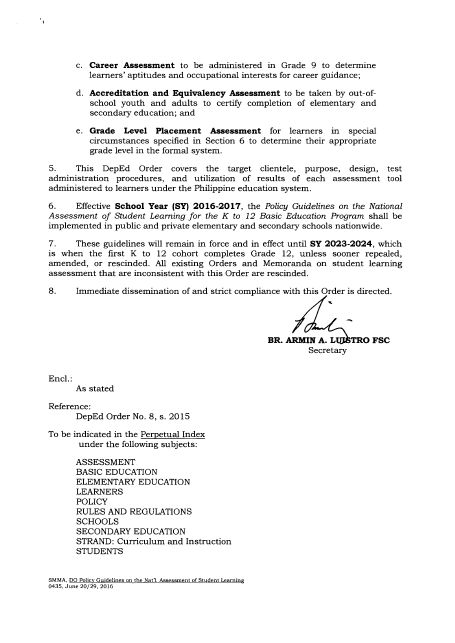 c. Career Assessment to be administered in Grade 9 to determine
learners' aptitudes and occupational interests for career guidance;
d. Accreditation and Equivalency Assessment to be taken by out-of-
school youth and adults to certify completion of elementary and
secondary education; and
e. Grade Level Placement Assessment for learners in special
circumstances specified in Section 6 to determine their appropriate
grade level in the formal system.
5. This DepEd Order covers the target clientele, purpose, design, test
administration procedures, and utilization of results of each assessment tool
administered to learners under the Philippine education system.
6. Effective School Year (SY) 2016-2017, the Policy Guidelines on the National
Assessment of Student Learning for the K to 12 Basic Education Program shall be
implemented in public and private elementary and secondary schools nationwide.
7. These guidelines will remain in force and in effect until SY 2023-2024, which
is when the first K to 12 cohort completes Grade 12, unless sooner repealed,
amended, or rescinded. All existing Orders and Memoranda on student learning
assessment that are inconsistent with this Order are rescinded.
8. Immediate dissemination of and strict compliance with this Order is directed.
BR. ARMIN A. LUISTRO FSC
Secretary
Encl.:
As stated
Reference:
DepEd Order No. 8, s. 2015
To be indicated in the Perpetual Index
under the following subjects:
ASSESSMENT
BASIC EDUCATION
ELEMENTARY EDUCATION
LEARNERS
POLICY
RULES AND REGULATIONS
SCHOOLS
SECONDARY EDUCATION
STRAND: Curriculum and Instruction
STUDENTS
SMMA, DO Policy Guidelines on the Nat'l. Assessment of Student Learning
0435, June 20/29, 2016